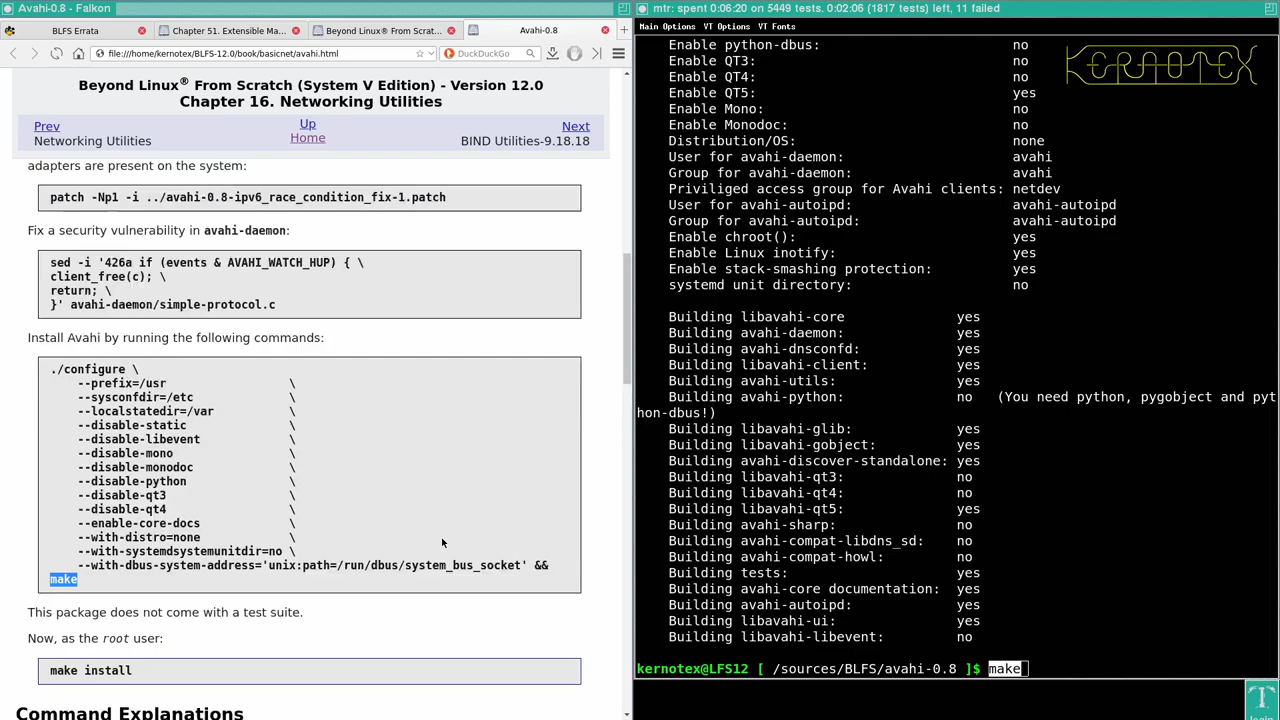 Avahi-0.8 - Falkon
BLFS Errata
Chapter 51. Extensible Ma...
Beyond Linux® From Scrat...
Avahi-0.8
file:///home/kernotex/BLFS-12.0/book/basicnet/avahi.html
DuckDuckGo
Beyond Linux® From Scratch (System V Edition) - Version 12.0
Chapter 16. Networking Utilities
Prev
Up
Next
Networking Utilities
Home
BIND Utilities-9.18.18
adapters are present on the system:
patch -Np1 -i ../avahi-0.8-ipv6_race_condition_fix-1.patch
Fix a security vulnerability in avahi-daemon:
sed -i '426a if (events & AVAHI_WATCH_HUP) { \
client_free(c); \
return; \
}' avahi-daemon/simple-protocol.c
Install Avahi by running the following commands:
./configure \
--prefix=/usr \
--sysconfdir=/etc \
--localstatedir=/var \
--disable-static \
--disable-libevent \
--disable-mono \
--disable-monodoc \
--disable-python \
--disable-qt3 \
--disable-qt4 \
--enable-core-docs \
--with-distro=none \
--with-systemdsystemunitdir=no \
--with-dbus-system-address='unix:path=/run/dbus/system_bus_socket' &&
make
This package does not come with a test suite.
Now, as the root user:
make install
Command Explanations
mtr: spent 0:06:20 on 5449 tests. 0:02:06 (1817 tests) left, 11 failed
Main Options VT Options VT Fonts
KERNOTEX
Enable python-dbus: no
Enable QT3: no
Enable QT4: no
Enable QT5: yes
Enable Mono: no
Enable Monodoc: no
Distribution/OS: none
User for avahi-daemon: avahi
Group for avahi-daemon: avahi
Priviliged access group for Avahi clients: netdev
User for avahi-autoipd: avahi-autoipd
Group for avahi-autoipd: avahi-autoipd
Enable chroot(): yes
Enable Linux inotify: yes
Enable stack-smashing protection: yes
systemd unit directory: no
Building libavahi-core yes
Building avahi-daemon: yes
Building avahi-dnsconfd: yes
Building libavahi-client: yes
Building avahi-utils: yes
Building avahi-python: no (You need python, pygobject and pyt
hon-dbus!)
Building libavahi-glib: yes
Building libavahi-gobject: yes
Building avahi-discover-standalone: yes
Building libavahi-qt3: no
Building libavahi-qt4: no
Building libavahi-qt5: yes
Building avahi-sharp: no
Building avahi-compat-libdns_sd: no
Building avahi-compat-howl: no
Building tests: yes
Building avahi-core documentation: yes
Building avahi-autoipd: yes
Building avahi-ui: yes
Building libavahi-libevent: no
kernotex@LFS12 [ /sources/BLFS/avahi-0.8 ]$ make
login